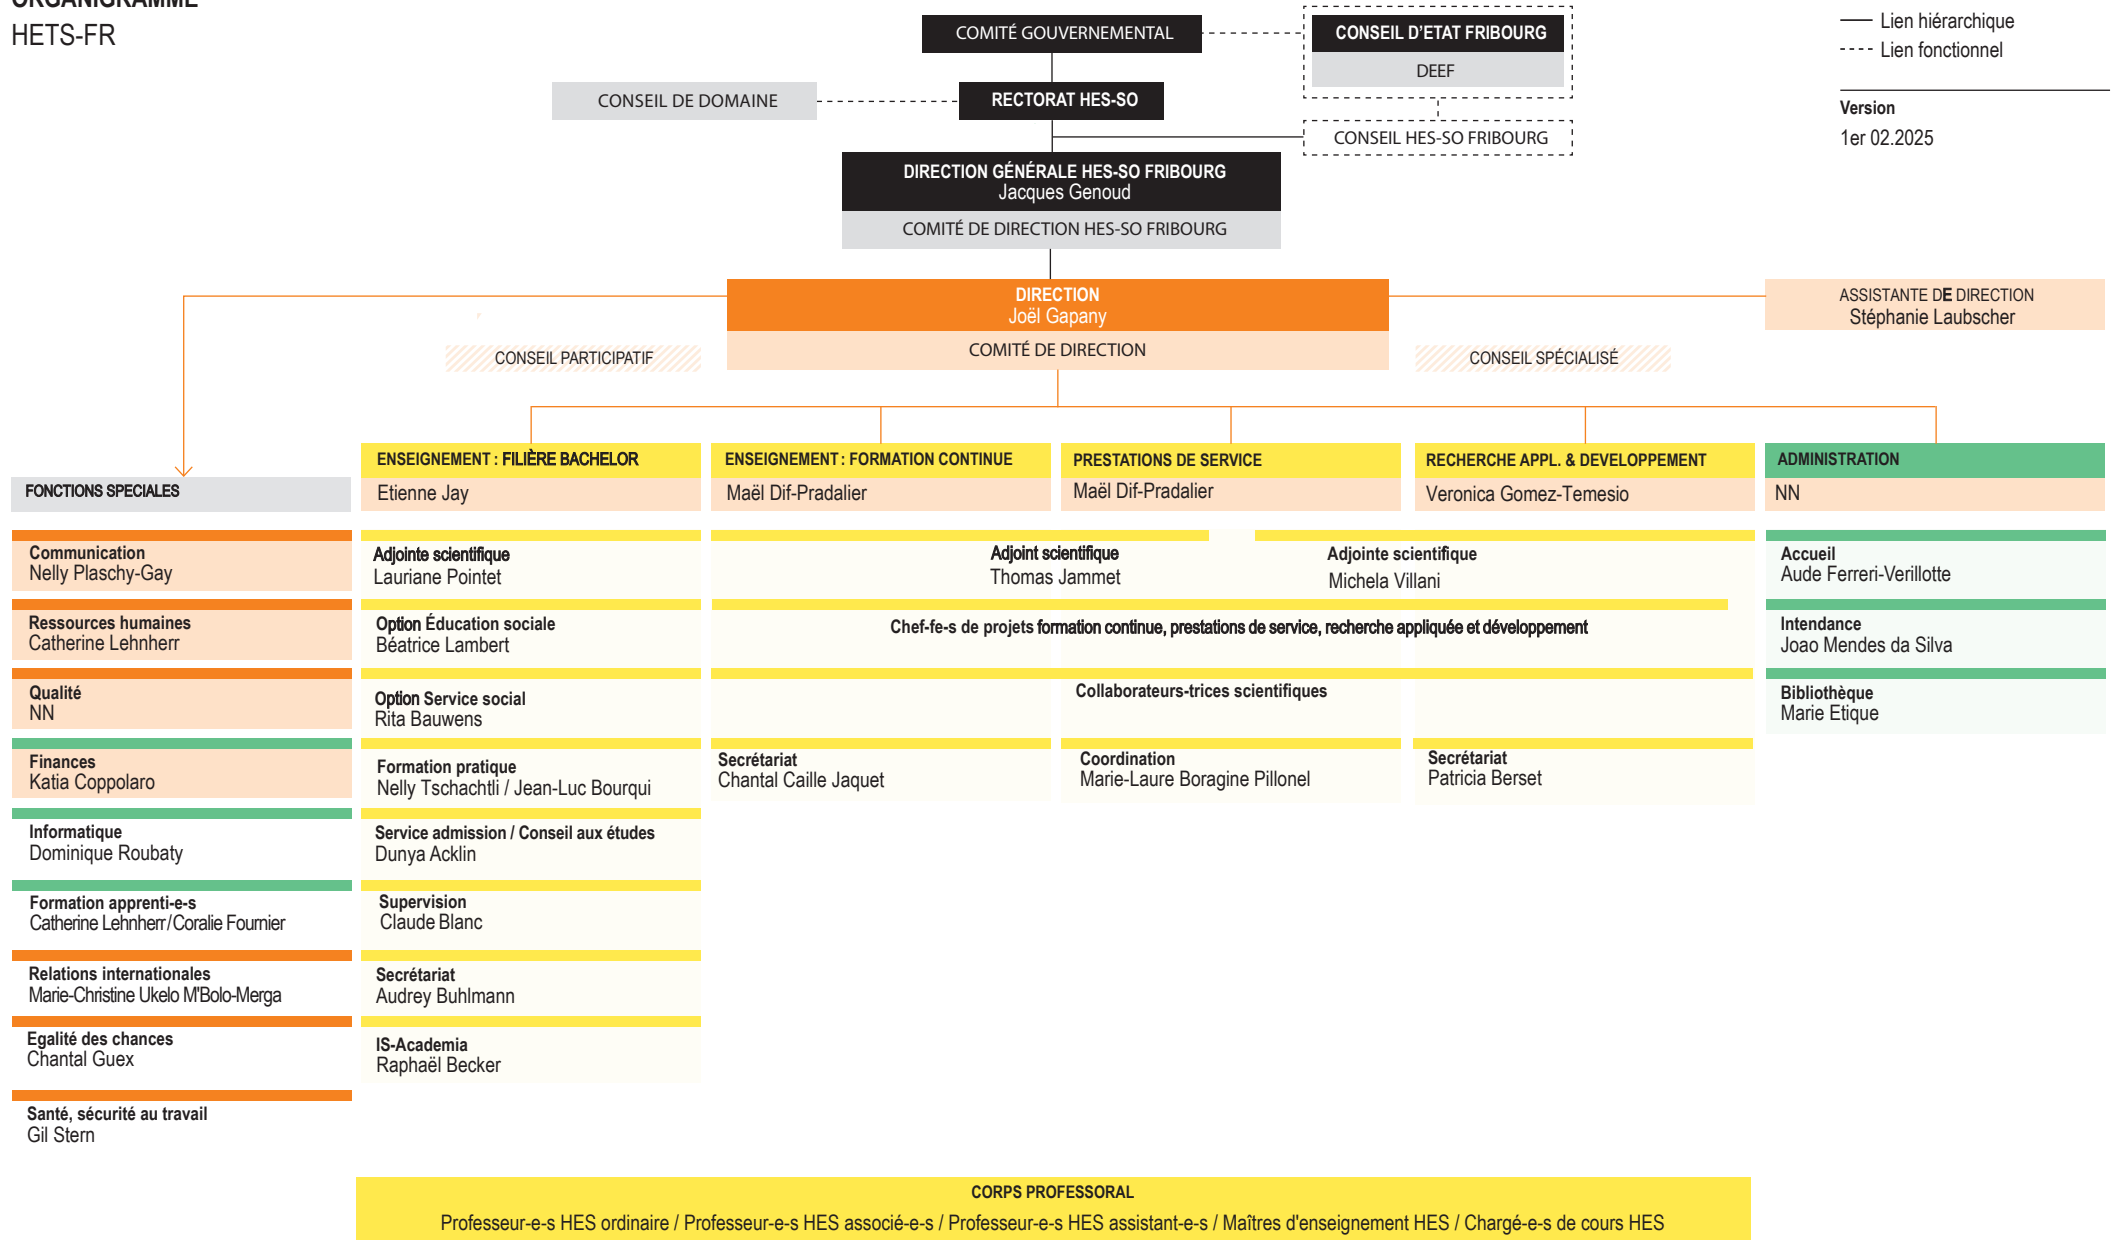 ORGANIGRAMME
HETS-FR
COMITÉ GOUVERNEMENTAL
CONSEIL D'ETAT FRIBOURG
DEEF
Lien hiérarchique
Lien fonctionnel
Version
1er 02.2025
CONSEIL DE DOMAINE
RECTORAT HES-SO
CONSEIL HES-SO FRIBOURG
DIRECTION GÉNÉRALE HES-SO FRIBOURG
Jacques Genoud
COMITÉ DE DIRECTION HES-SO FRIBOURG
DIRECTION
Joël Gapany
COMITÉ DE DIRECTION
ASSISTANTE DE DIRECTION
Stéphanie Laubscher
CONSEIL PARTICIPATIF
CONSEIL SPÉCIALISÉ
FONCTIONS SPECIALES
Communication
Nelly Plaschy-Gay
Ressources humaines
Catherine Lehnherr
Qualité
NN
Finances
Katia Coppolaro
Informatique
Dominique Roubaty
Formation apprenti-e-s
Catherine Lehnherr/Coralie Fournier
Relations internationales
Marie-Christine Ukelo M'Bolo-Merga
Egalité des chances
Chantal Guex
Santé, sécurité au travail
Gil Stern
ENSEIGNEMENT : FILIÈRE BACHELOR
Etienne Jay
Adjointe scientifique
Lauriane Pointet
Option Éducation sociale
Béatrice Lambert
Option Service social
Rita Bauwens
Formation pratique
Nelly Tschachtli / Jean-Luc Bourqui
Service admission / Conseil aux études
Dunya Acklin
Supervision
Claude Blanc
Secrétariat
Audrey Buhlmann
IS-Academia
Raphaël Becker
ENSEIGNEMENT : FORMATION CONTINUE
Maël Dif-Pradalier
PRESTATIONS DE SERVICE
Maël Dif-Pradalier
RECHERCHE APPL. & DEVELOPPEMENT
Veronica Gomez-Temesio
Adjoint scientifique
Thomas Jammet
Adjointe scientifique
Michela Villani
Chef-fe-s de projets formation continue, prestations de service, recherche appliquée et développement
Collaborateurs-trices scientifiques
Secrétariat
Chantal Caille Jaquet
Coordination
Marie-Laure Boragine Pillonel
Secrétariat
Patricia Berset
ADMINISTRATION
NN
Accueil
Aude Ferreri-Verillotte
Intendance
Joao Mendes da Silva
Bibliothèque
Marie Etique
CORPS PROFESSORAL
Professeur-e-s HES ordinaire / Professeur-e-s HES associé-e-s / Professeur-e-s HES assistant-e-s / Maîtres d'enseignement HES / Chargé-e-s de cours HES